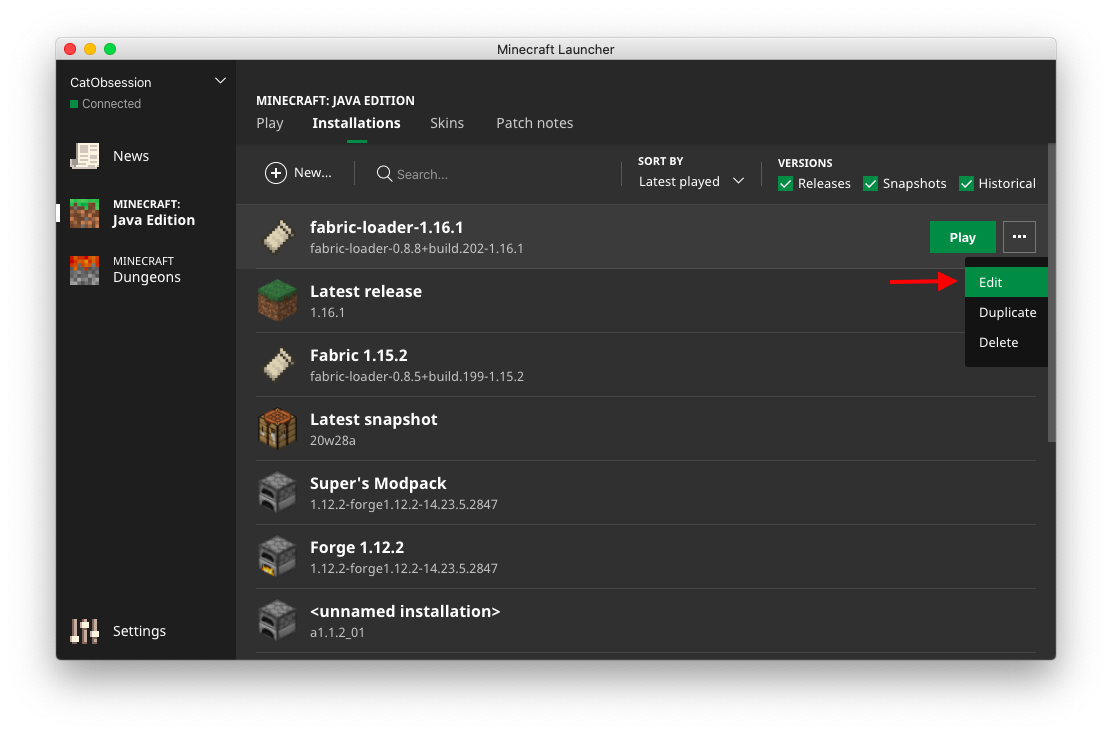 Minecraft Launcher
CatObsession
Connected
News
MINECRAFT:
Java Edition
MINECRAFT
Dungeons
Settings
MINECRAFT: JAVA EDITION
Play Installations Skins Patch notes
New... Search...
SORT BY
Latest played
VERSIONS
Releases Snapshots Historical
fabric-loader-1.16.1
fabric-loader-0.8.8+build.202-1.16.1
Play ...
Edit
Duplicate
Delete
Latest release
1.16.1
Fabric 1.15.2
fabric-loader-0.8.5+build.199-1.15.2
Latest snapshot
20w28a
Super's Modpack
1.12.2-forge1.12.2-14.23.5.2847
Forge 1.12.2
1.12.2-forge1.12.2-14.23.5.2847
<unnamed installation>
a1.1.2_01